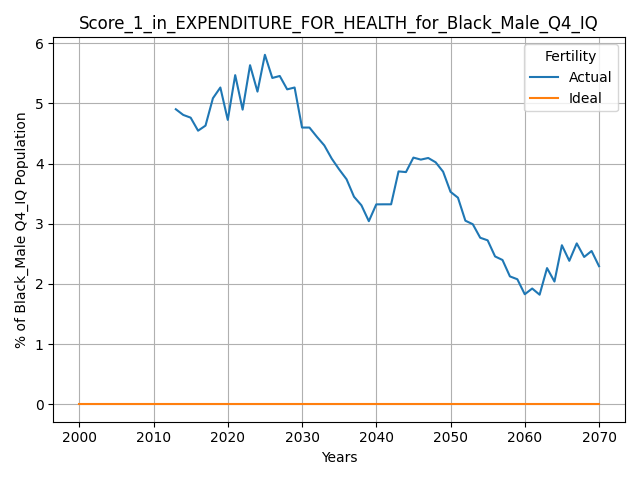 Score_1_in_EXPENDITURE_FOR_HEALTH_for_Black_Male_Q4_IQ
Fertility
Actual
Ideal
% of Black_Male Q4_IQ Population
6
5
4
3
2
1
0
2000 2010 2020 2030 2040 2050 2060 2070
Years